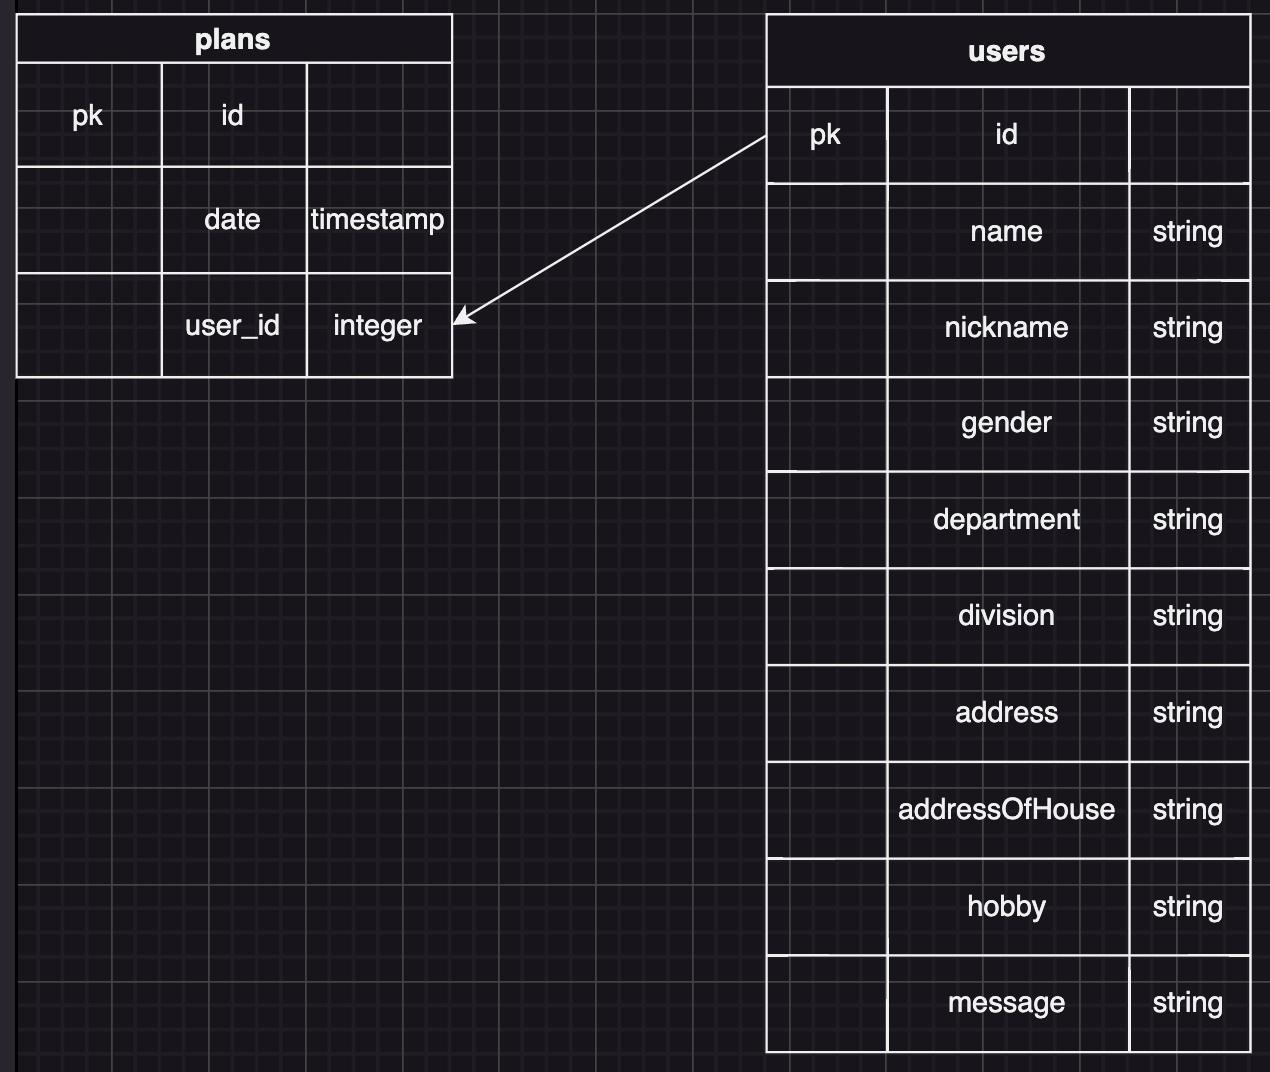 plans
pk id
date timestamp
user_id integer
users
pk id
name string
nickname string
gender string
department string
division string
address string
addressOfHouse string
hobby string
message string